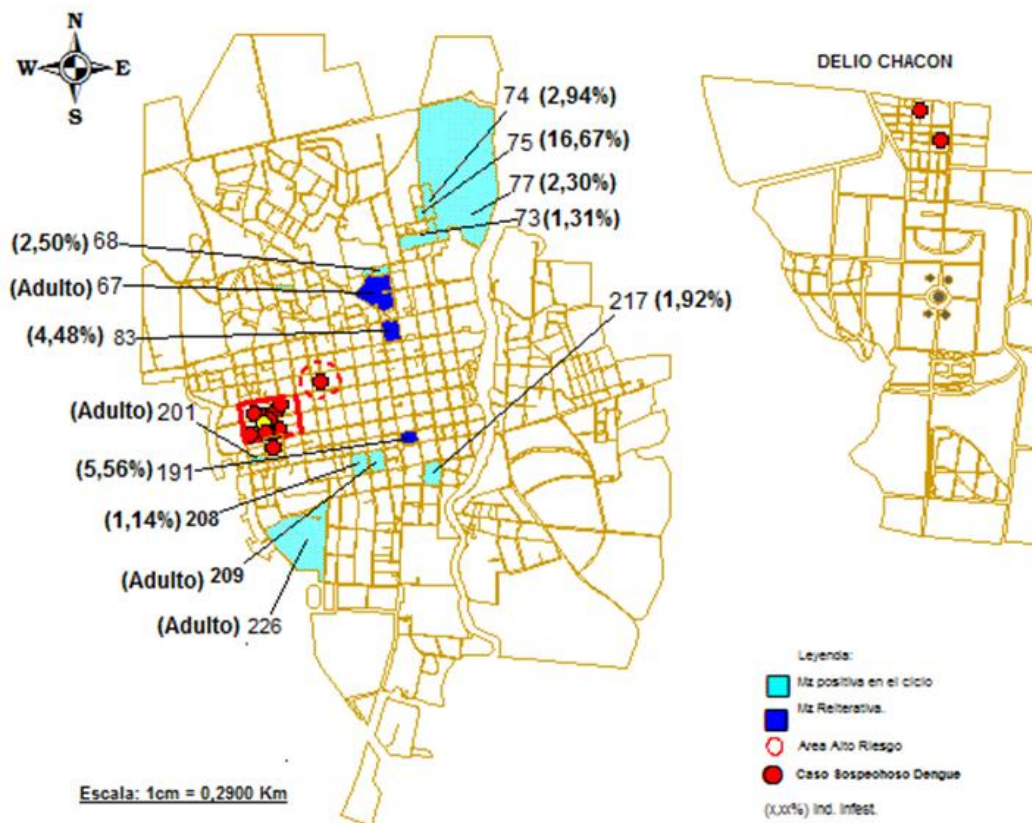 N
W E
S
DELIO CHACON
74 (2,94%)
75 (16,67%)
77 (2,30%)
73 (1,31%)
(2,50%) 68
(Adulto) 67
217 (1,92%)
(4,48%) 83
(Adulto) 201
(5,56%) 191
(1,14%) 208
(Adulto) 209
(Adulto) 226
Leyenda:
Mz positiva en el ciclo
Mz Reiterativa.
Area Alto Riesgo
Caso Sospechoso Dengue
(x,xx%) Ind. Infest.
Escala: 1cm = 0,2900 Km